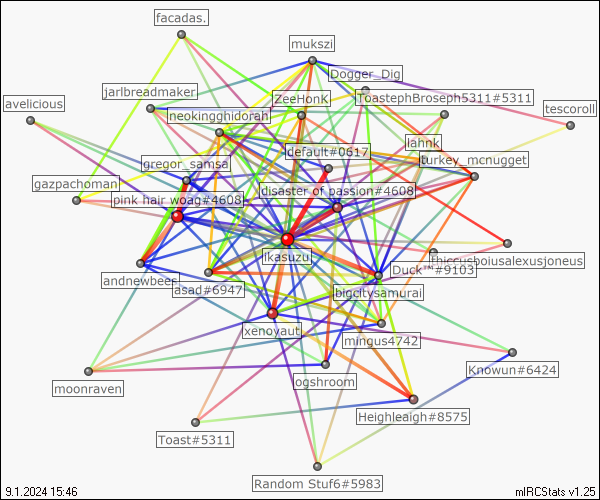 facadas.
mukszi
Dogger_Dig
jarlbreadmaker
ZeeHonK
ToastephBroseph5311#5311
avelicious
tescoroll
neokingghidorah
lahnk
default#0617
gregor_samsa
turkey_mcnugget
gazpachoman
pink hair woag#4608
disaster of passion#4608
ikasuzu
thiccusboiusalexusjoneus
Duck™#9103
andnewbees
asad#6947
bigcitysamurai
xenoyaut
mingus4742
Knowun#6424
ogshroom
moonraven
Heighleaigh#8575
Toast#5311
Random Stuf6#5983
9.1.2024 15:46
mIRCStats v1.25